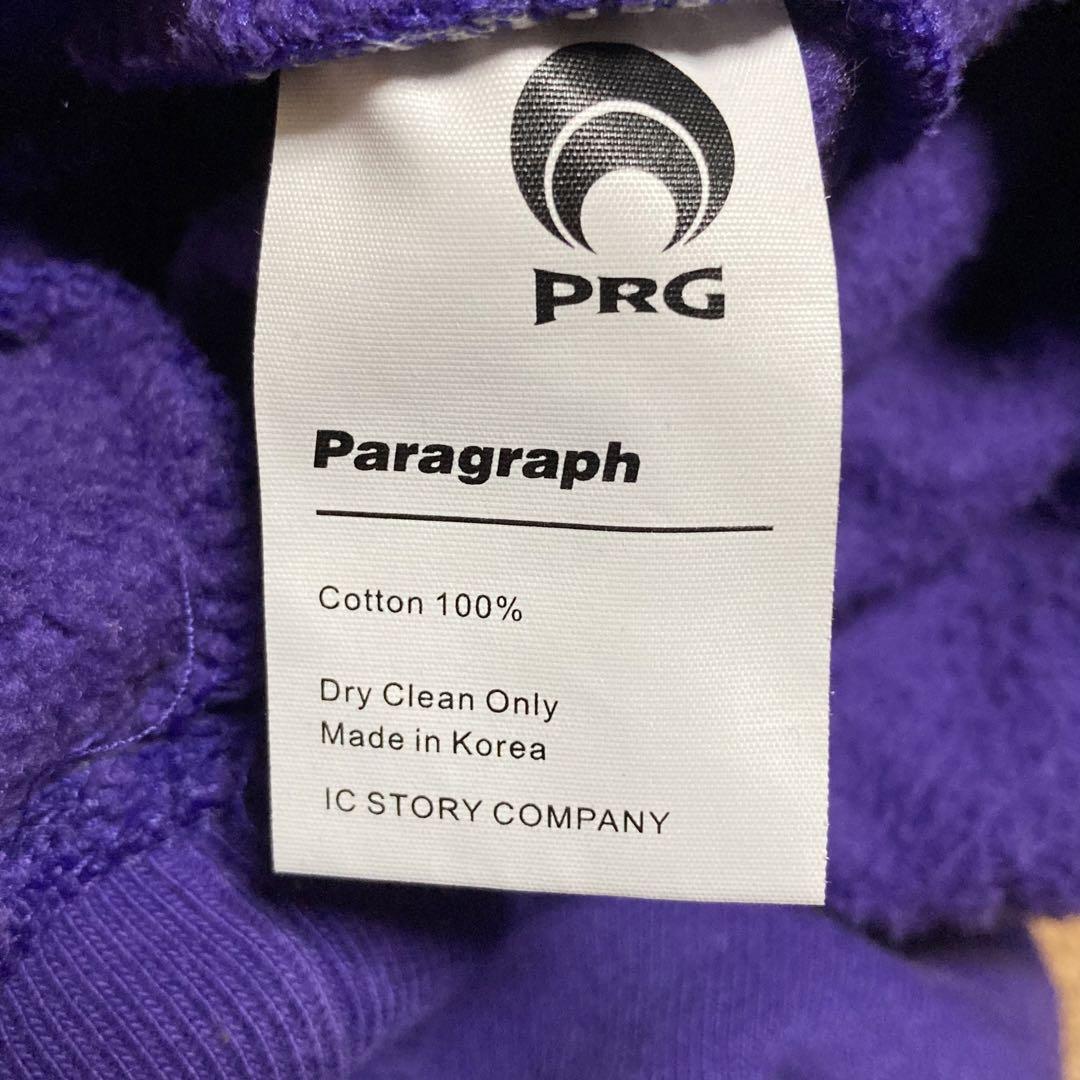 PRG
Paragraph
Cotton 100%
Dry Clean Only
Made in Korea
IC STORY COMPANY